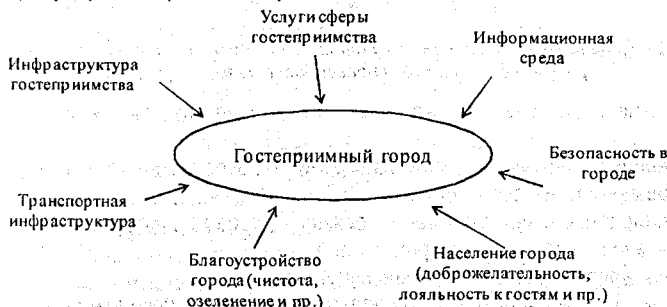 Услуги сферы
гостеприимства
Информационная
среда
Инфраструктура
гостеприимства
Гостеприимный город
Безопасность в
городе
Транспортная
инфраструктура
Благоустройство
города (чистота,
озеленение и пр.)
Население города
(доброжелательность,
лояльность к гостям и пр.)